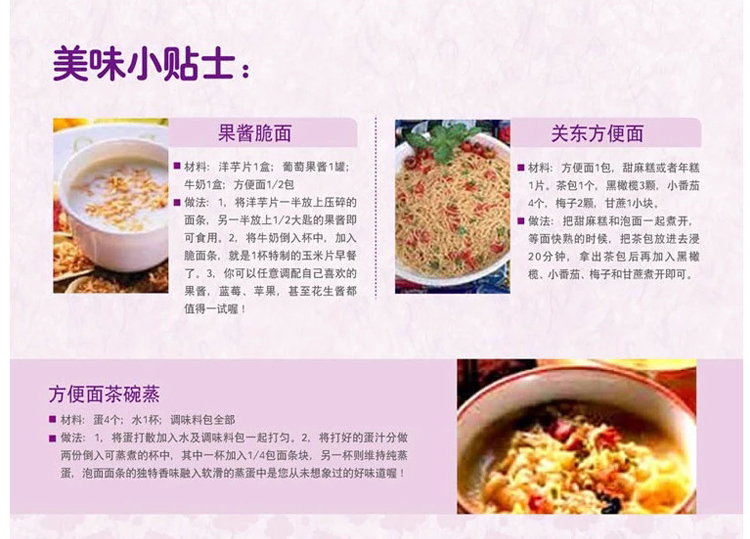 美味小贴士：
果酱脆面
■ 材料：洋芋片1盒；葡萄果酱1罐；
牛奶1盒；方便面1/2包
■ 做法：1，将洋芋片一半放上压碎的
面条，另一半放上1/2大匙的果酱即
可食用。2，将牛奶倒入杯中，加入
脆面条，就是1杯特制的玉米片早餐
了。3，你可以任意调配自己喜欢的
果酱，蓝莓、苹果，甚至花生酱都
值得一试喔！
关东方便面
■ 材料：方便面1包，甜麻糕或者年糕
1片。茶包1个，黑橄榄3颗，小番茄
4个，梅子2颗，甘蔗1小块。
■ 做法：把甜麻糕和泡面一起煮开，
等面快熟的时候，把茶包放进去浸
20分钟，拿出茶包后再加入黑橄
榄、小番茄、梅子和甘蔗煮开即可。
方便面茶碗蒸
■ 材料：蛋4个；水1杯；调味料包全部
■ 做法：1，将蛋打散加入水及调味料包一起打匀。2，将打好的蛋汁分做
两份倒入可蒸煮的杯中，其中一杯加入1/4包面条块，另一杯则维持纯蒸
蛋，泡面面条的独特香味融入软滑的蒸蛋中是您从未想象过的好味道喔！